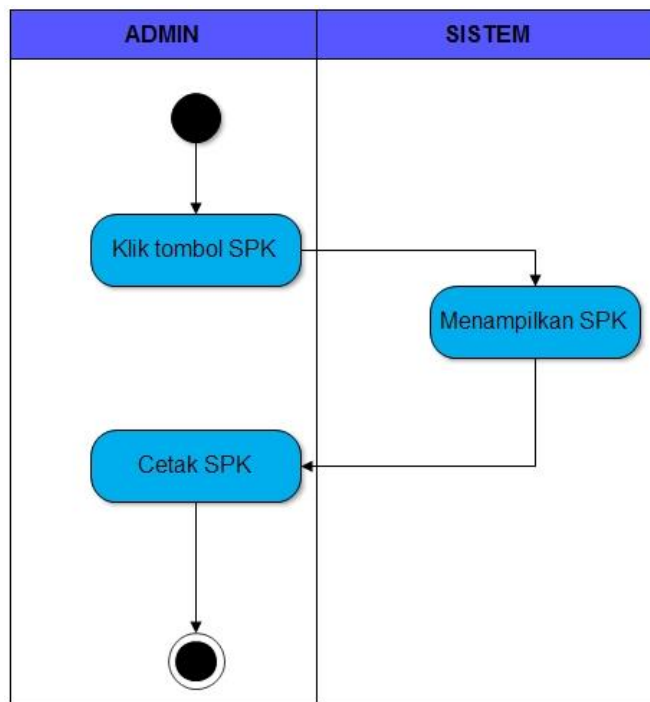 ADMIN
SISTEM
Klik tombol SPK
Menampilkan SPK
Cetak SPK